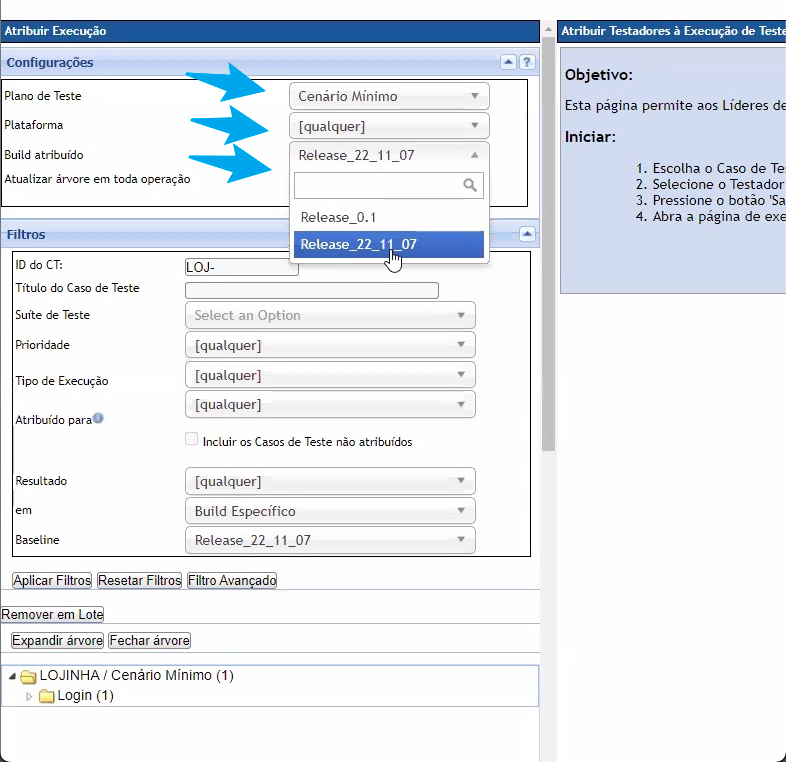 Atribuir Execução
Configurações
?
Plano de Teste
Cenário Mínimo
Plataforma
[qualquer]
Build atribuído
Release_22_11_07
Atualizar árvore em toda operação
Release_0.1
Release_22_11_07
Filtros
ID do CT:
LOJ-
Título do Caso de Teste
Suíte de Teste
Select an Option
Prioridade
[qualquer]
Tipo de Execução
[qualquer]
[qualquer]
Atribuído para
Incluir os Casos de Teste não atribuídos
Resultado
[qualquer]
em
Build Específico
Baseline
Release_22_11_07
Aplicar Filtros Resetar Filtros Filtro Avançado
Remover em Lote
Expandir árvore Fechar árvore
LOJINHA / Cenário Mínimo (1)
Login (1)
Atribuir Testadores à Execução de Teste
Objetivo:
Esta página permite aos Líderes de
Iniciar:
1. Escolha o Caso de Te
2. Selecione o Testador
3. Pressione o botão 'Sa
4. Abra a página de exe